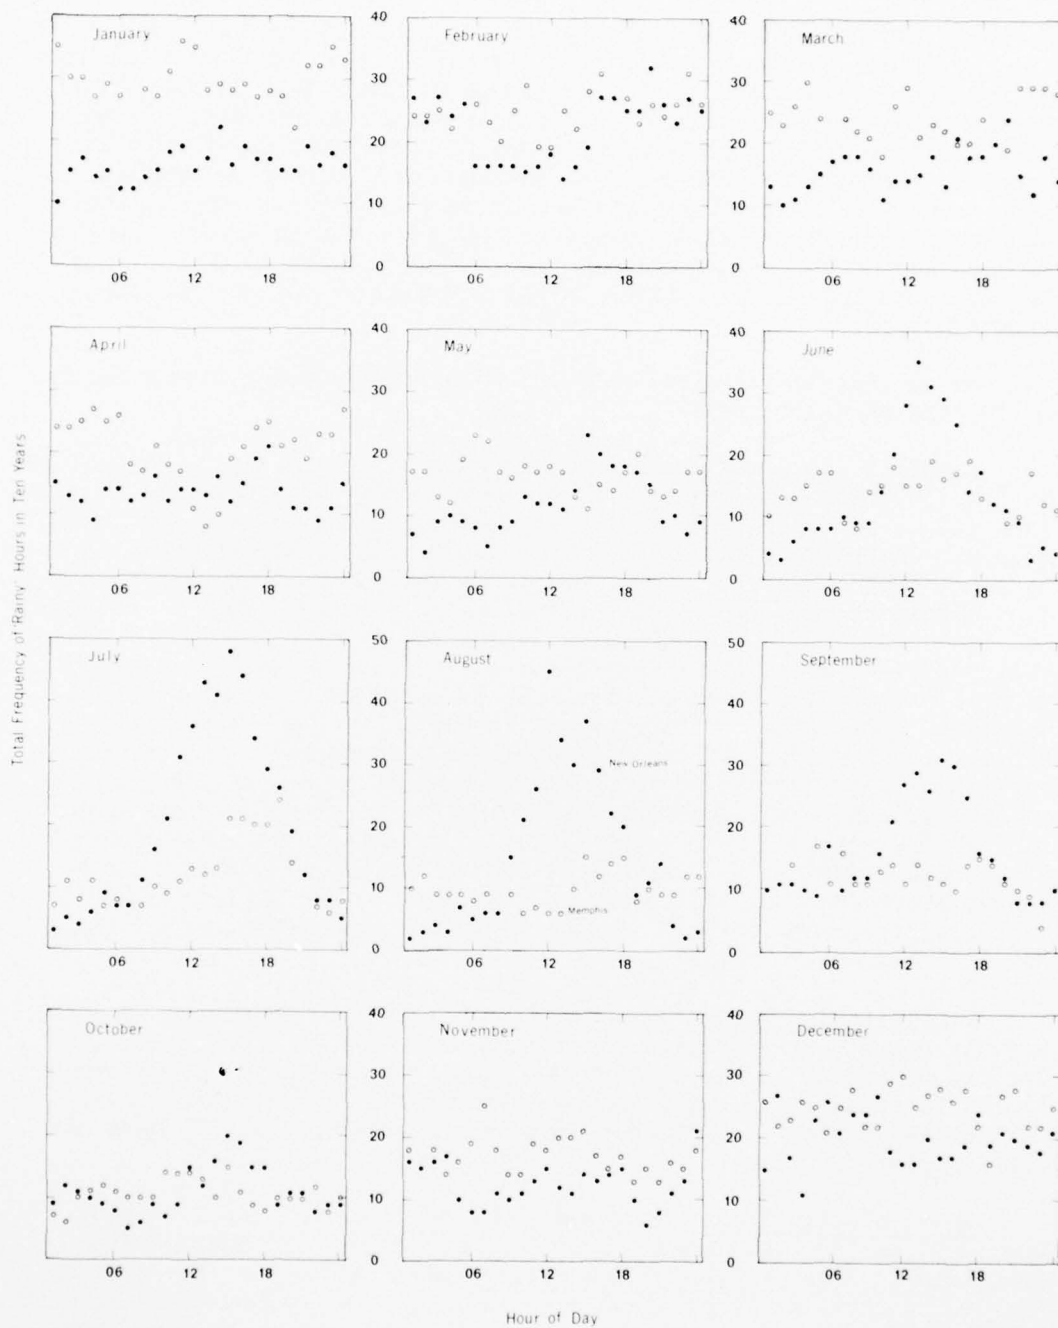 January
February
March
40
30
20
10
0
40
30
20
10
0
06 12 18
06 12 18
06 12 18
April
May
June
40
30
20
10
0
40
30
20
10
0
06 12 18
06 12 18
06 12 18
Total Frequency of "Rainy" Hours in Ten Years
July
August
September
50
40
30
20
10
0
50
40
30
20
10
0
New Orleans
Memphis
06 12 18
06 12 18
06 12 18
October
November
December
40
30
20
10
0
40
30
20
10
0
06 12 18
06 12 18
06 12 18
Hour of Day